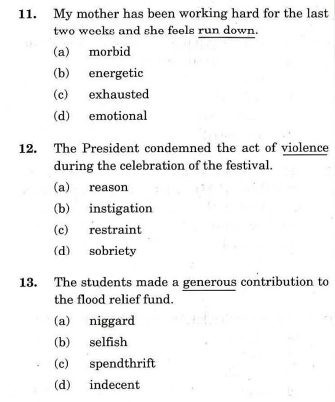 11. My mother has been working hard for the last
two weeks and she feels run down.
(a) morbid
(b) energetic
(c) exhausted
(d) emotional
12. The President condemned the act of violence
during the celebration of the festival.
(a) reason
(b) instigation
(c) restraint
(d) sobriety
13. The students made a generous contribution to
the flood relief fund.
(a) niggard
(b) selfish
(c) spendthrift
(d) indecent